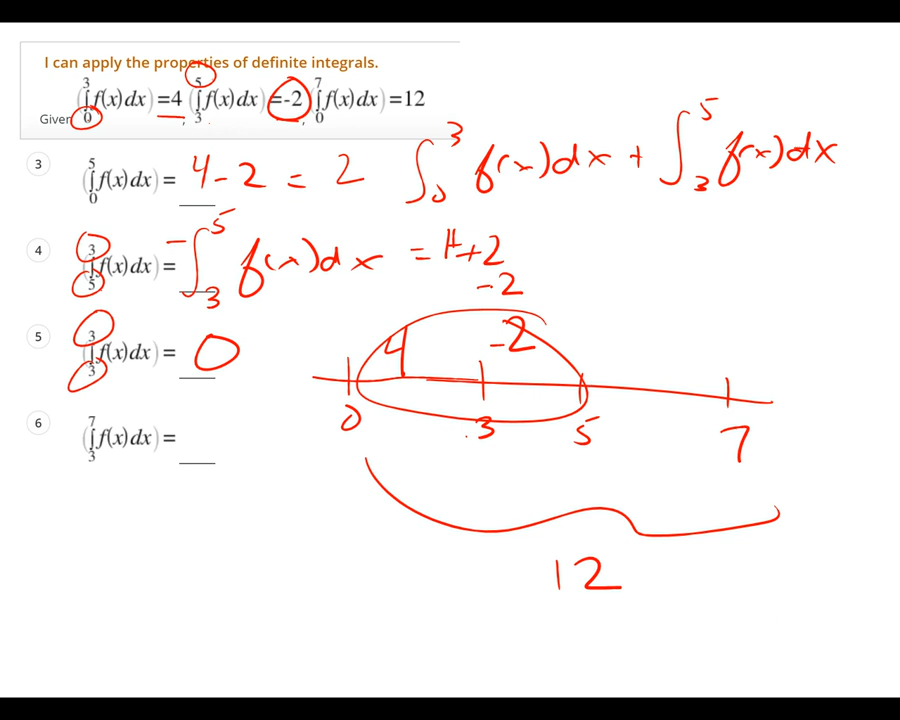 I can apply the properties of definite integrals.
Given (∫₀³ f(x) dx) = 4 , (∫₃⁵ f(x) dx) = -2 , (∫₀⁷ f(x) dx) = 12
3 (∫₀⁵ f(x) dx) = 4 - 2 = 2 ∫₀³ f(x)dx + ∫₃⁵ f(x)dx
4 (∫₅³ f(x) dx) = -∫₃⁵ f(x)dx = ++2
-2
5 (∫₃³ f(x) dx) = 0
4 -2
0 3 5 7
6 (∫₃⁷ f(x) dx) =
12